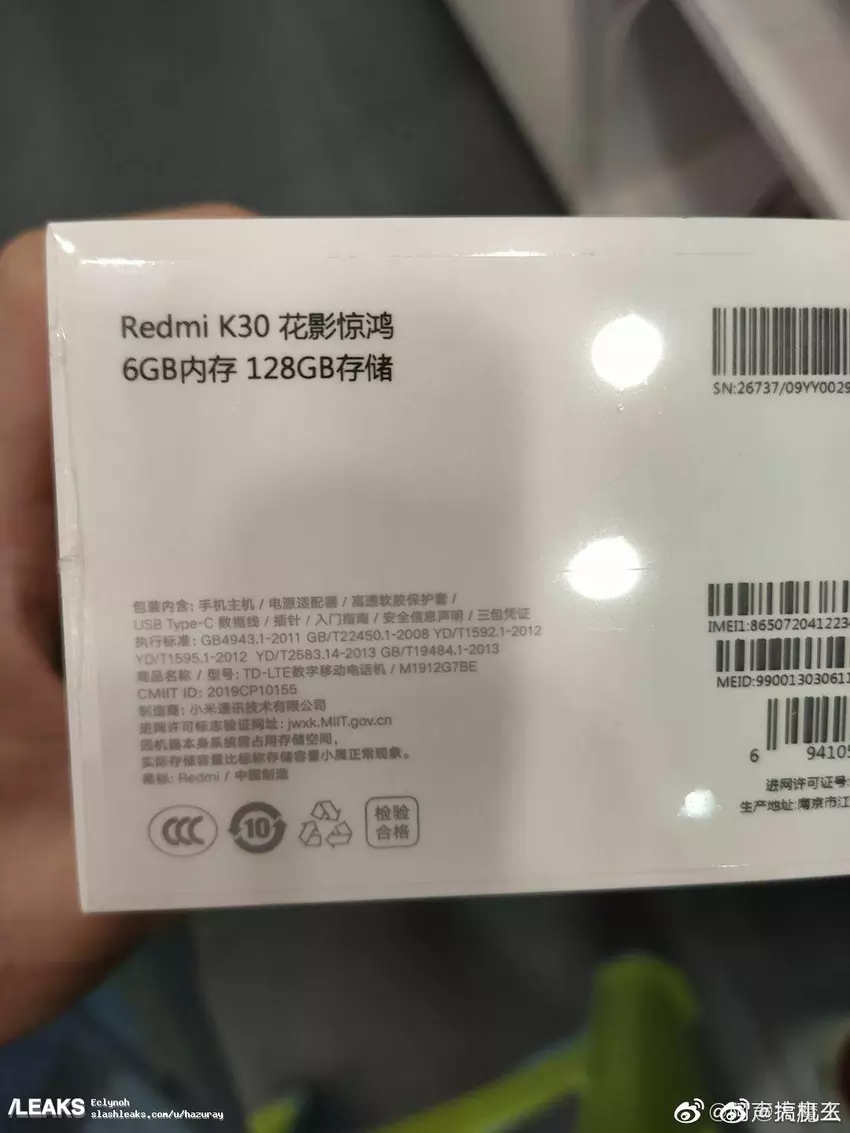 Redmi K30 花影惊鸿
6GB内存 128GB存储
SN:26737/09YY0029
包装内含: 手机主机 / 电源适配器 / 高透软胶保护套 /
USB Type-C 数据线 / 插针 / 入门指南 / 安全信息声明 / 三包凭证
执行标准: GB4943.1-2011 GB/T22450.1-2008 YD/T1592.1-2012
YD/T1595.1-2012 YD/T2583.14-2013 GB/T19484.1-2013
商品名称 / 型号: TD-LTE数字移动电话机 / M1912G7BE
CMIIT ID: 2019CP10155
制造商: 小米通讯技术有限公司
进网许可标志验证网址: jwxk.MIIT.gov.cn
因机器本身系统需占用存储空间,
实际存储容量比标称存储容量小属正常现象。
商标: Redmi / 中国制造
CCC
10
检验
合格
IMEI1:8650720412234
MEID:990013030611
6 94105
进网许可证号:
生产地址:南京市江
/LEAKS
Eclynoh
slashleaks.com/u/hazuray